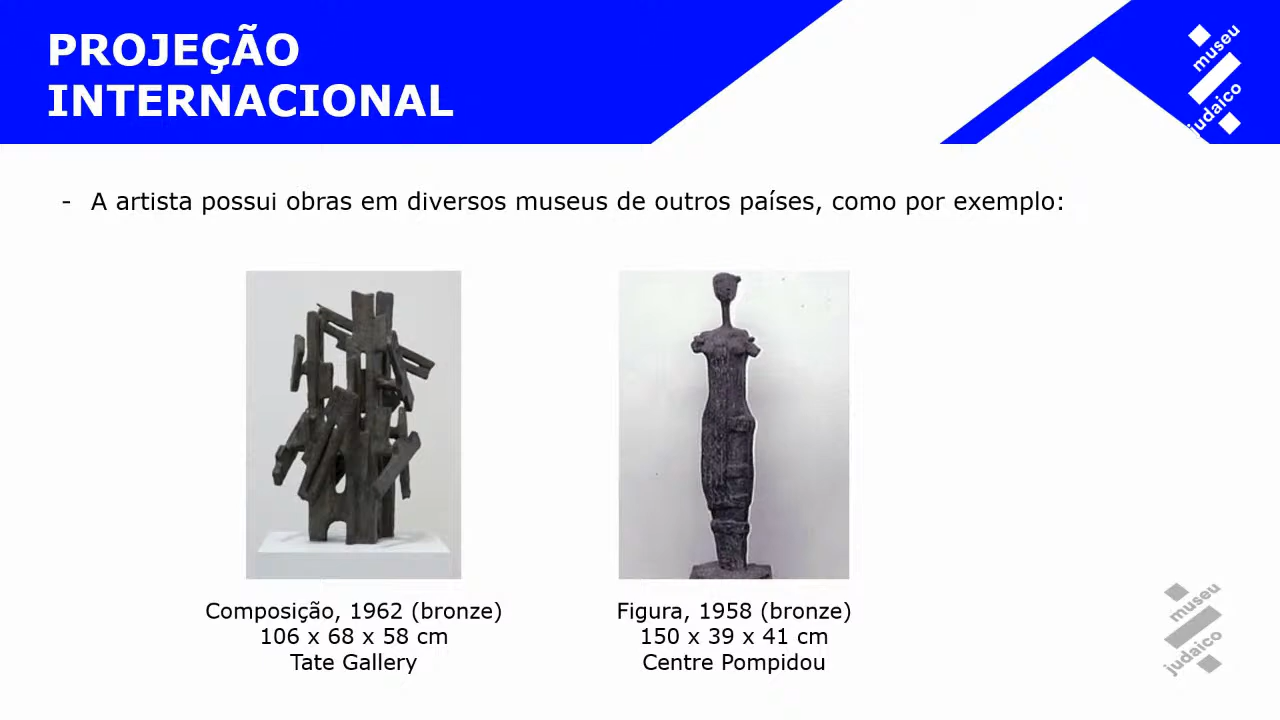 PROJEÇÃO
INTERNACIONAL
museu
judaico
- A artista possui obras em diversos museus de outros países, como por exemplo:
Composição, 1962 (bronze)
106 x 68 x 58 cm
Tate Gallery
Figura, 1958 (bronze)
150 x 39 x 41 cm
Centre Pompidou
museu
judaico